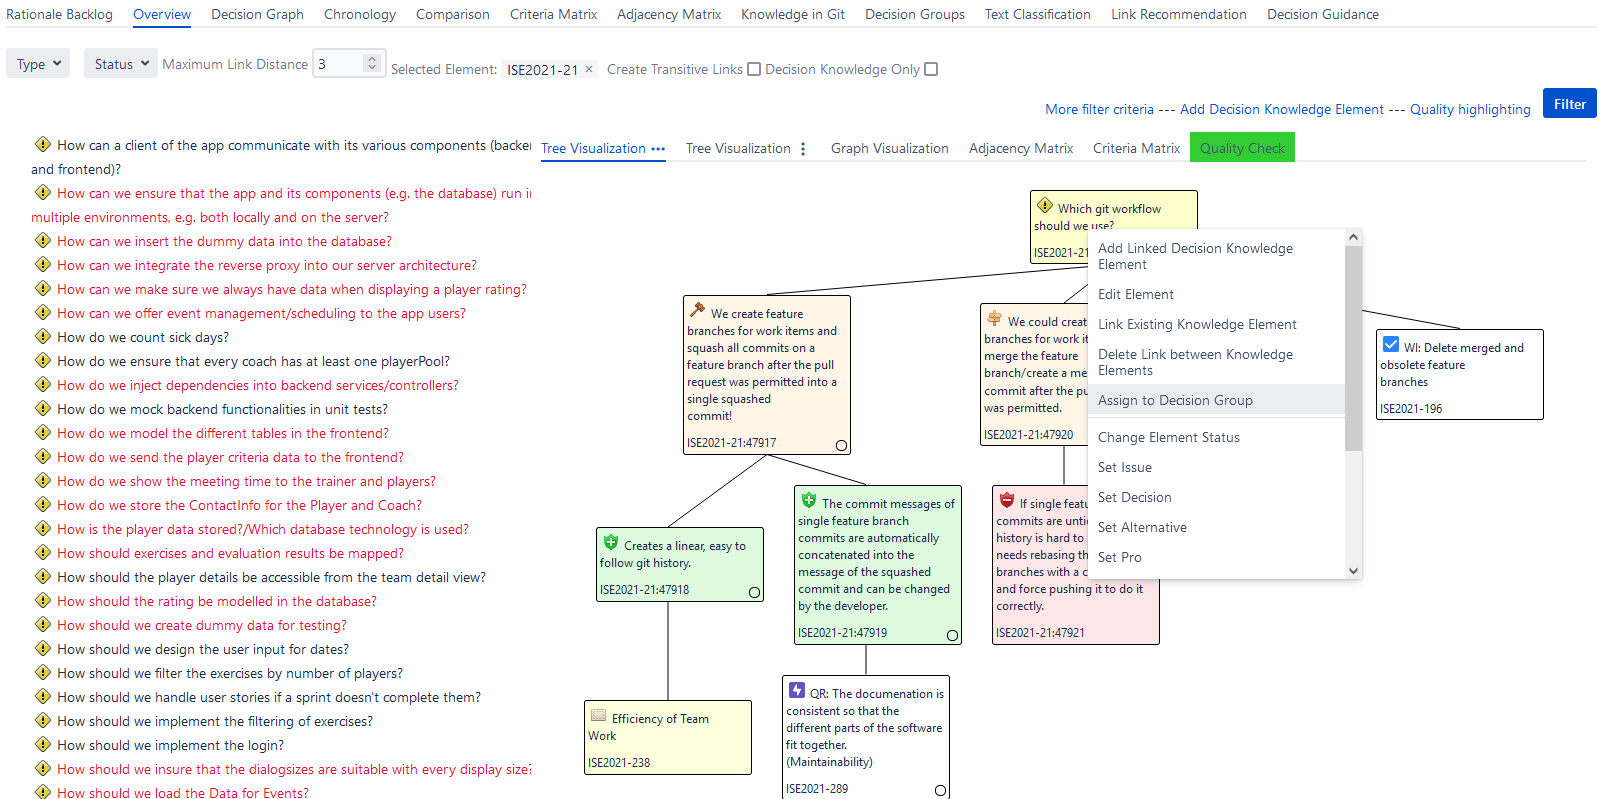 Rationale Backlog Overview Decision Graph Chronology Comparison Criteria Matrix Adjacency Matrix Knowledge in Git Decision Groups Text Classification Link Recommendation Decision Guidance
Type Status Maximum Link Distance 3 Selected Element: ISE2021-21 × Create Transitive Links Decision Knowledge Only
More filter criteria --- Add Decision Knowledge Element --- Quality highlighting Filter
How can a client of the app communicate with its various components (backen
and frontend)?
How can we ensure that the app and its components (e.g. the database) run in
multiple environments, e.g. both locally and on the server?
How can we insert the dummy data into the database?
How can we integrate the reverse proxy into our server architecture?
How can we make sure we always have data when displaying a player rating?
How can we offer event management/scheduling to the app users?
How do we count sick days?
How do we ensure that every coach has at least one playerPool?
How do we inject dependencies into backend services/controllers?
How do we mock backend functionalities in unit tests?
How do we model the different tables in the frontend?
How do we send the player criteria data to the frontend?
How do we show the meeting time to the trainer and players?
How do we store the ContactInfo for the Player and Coach?
How is the player data stored?/Which database technology is used?
How should exercises and evaluation results be mapped?
How should the player details be accessible from the team detail view?
How should the rating be modelled in the database?
How should we create dummy data for testing?
How should we design the user input for dates?
How should we filter the exercises by number of players?
How should we handle user stories if a sprint doesn't complete them?
How should we implement the filtering of exercises?
How should we implement the login?
How should we insure that the dialogsizes are suitable with every display size?
How should we load the Data for Events?
Tree Visualization ••• Tree Visualization Graph Visualization Adjacency Matrix Criteria Matrix Quality Check
Which git workflow
should we use?
ISE2021-21
We create feature
branches for work items and
squash all commits on a
feature branch after the pull
request was permitted into a
single squashed
commit!
ISE2021-21:47917
We could create
branches for work it
merge the feature
branch/create a me
commit after the pu
was permitted.
ISE2021-21:47920
WI: Delete merged and
obsolete feature
branches
ISE2021-196
Creates a linear, easy to
follow git history.
ISE2021-21:47918
The commit messages of
single feature branch
commits are automatically
concatenated into the
message of the squashed
commit and can be changed
by the developer.
ISE2021-21:47919
If single featu
commits are unti
history is hard to
needs rebasing th
branches with a c
and force pushing it to do it
correctly.
ISE2021-21:47921
Efficiency of Team
Work
ISE2021-238
QR: The documenation is
consistent so that the
different parts of the software
fit together.
(Maintainability)
ISE2021-289
Add Linked Decision Knowledge
Element
Edit Element
Link Existing Knowledge Element
Delete Link between Knowledge
Elements
Assign to Decision Group
Change Element Status
Set Issue
Set Decision
Set Alternative
Set Pro